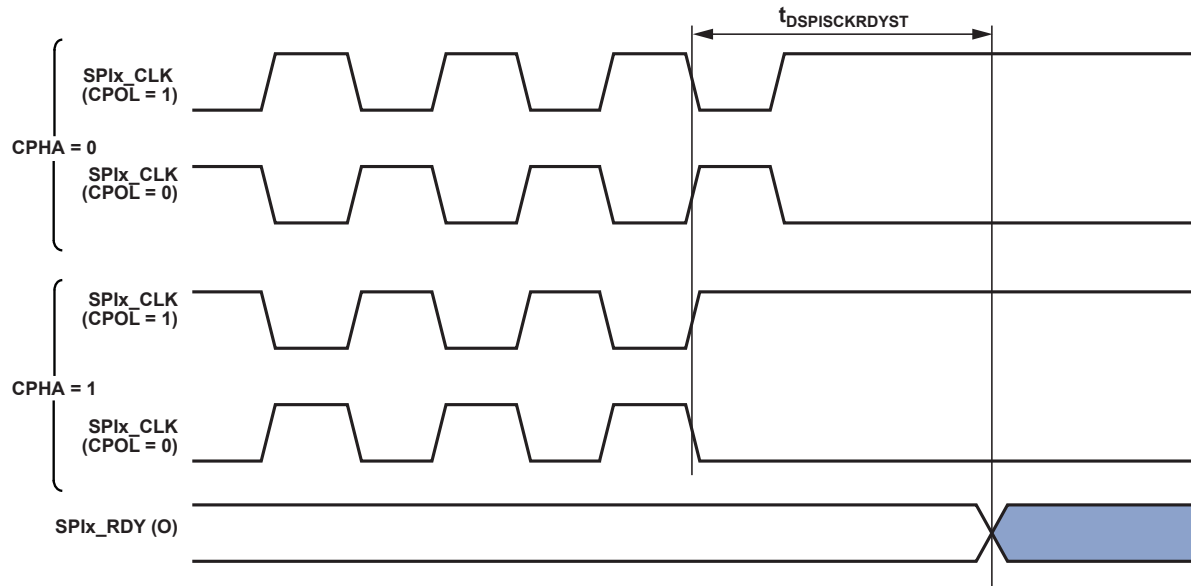 tDSPISCKRDYST
SPIx_CLK
(CPOL = 1)
CPHA = 0
SPIx_CLK
(CPOL = 0)
SPIx_CLK
(CPOL = 1)
CPHA = 1
SPIx_CLK
(CPOL = 0)
SPIx_RDY (O)